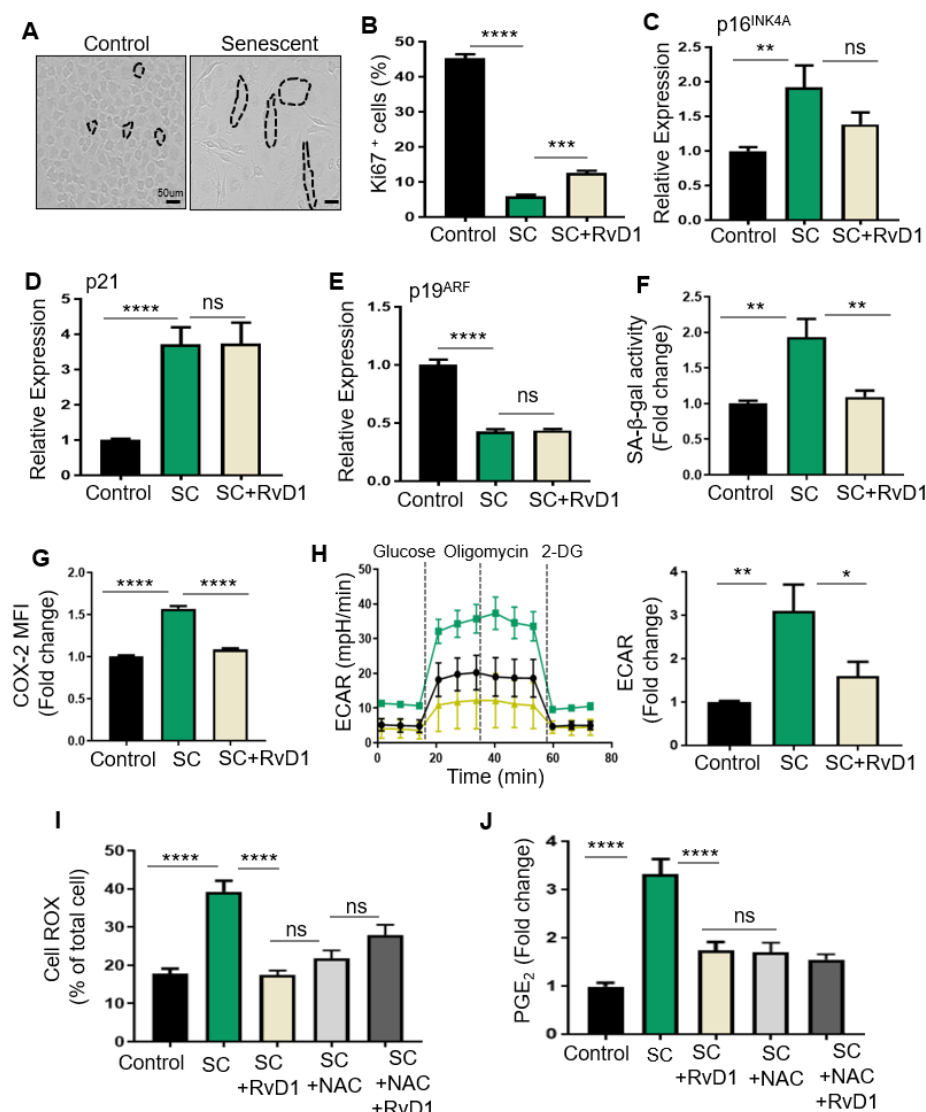 A
Control
Senescent
50um
B
Ki67 + cells (%)
50
40
30
20
10
0
****
***
Control SC SC+RvD1
C
p16INK4A
Relative Expression
2.5
2.0
1.5
1.0
0.5
0.0
**
ns
Control SC SC+RvD1
D
p21
Relative Expression
5
4
3
2
1
0
****
ns
Control SC SC+RvD1
E
p19ARF
Relative Expression
1.5
1.0
0.5
0.0
****
ns
Control SC SC+RvD1
F
SA-β-gal activity
(Fold change)
2.5
2.0
1.5
1.0
0.5
0.0
**
**
Control SC SC+RvD1
G
COX-2 MFI
(Fold change)
2.0
1.5
1.0
0.5
0.0
****
****
Control SC SC+RvD1
H
Glucose Oligomycin 2-DG
ECAR (mpH/min)
50
40
30
20
10
0
0 20 40 60 80
Time (min)
ECAR
(Fold change)
4
3
2
1
0
**
*
Control SC SC+RvD1
I
Cell ROX
(% of total cell)
50
40
30
20
10
0
****
****
ns
ns
Control SC SC SC SC
+RvD1 +NAC +NAC
+RvD1
J
PGE2 (Fold change)
4
3
2
1
0
****
****
ns
Control SC SC SC SC
+RvD1 +NAC +NAC
+RvD1